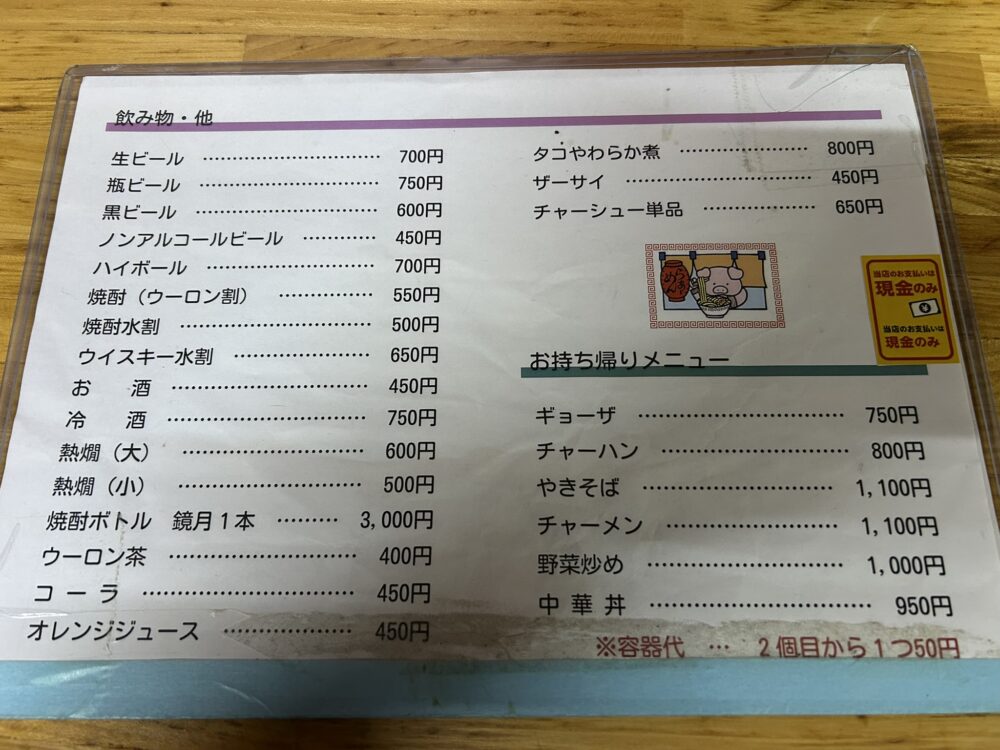 飲み物・他
生ビール ……………………… 700円
瓶ビール ……………………… 750円
黒ビール ……………………… 600円
ノンアルコールビール ………… 450円
ハイボール …………………… 700円
焼酎（ウーロン割） …………… 550円
焼酎水割 ……………………… 500円
ウイスキー水割 ……………… 650円
お　酒 ………………………… 450円
冷　酒 ………………………… 750円
熱燗（大） …………………… 600円
熱燗（小） …………………… 500円
焼酎ボトル　鏡月１本 ……… 3,000円
ウーロン茶 …………………… 400円
コーラ ………………………… 450円
オレンジジュース …………… 450円
タコやわらか煮 ……………… 800円
ザーサイ ……………………… 450円
チャーシュー単品 …………… 650円
らぁ〜めん
当店のお支払いは
現金のみ
¥
当店のお支払いは
現金のみ
お持ち帰りメニュー
ギョーザ ……………………… 750円
チャーハン …………………… 800円
やきそば ……………………… 1,100円
チャーメン …………………… 1,100円
野菜炒め ……………………… 1,000円
中華丼 ………………………… 950円
※容器代 … ２個目から１つ50円